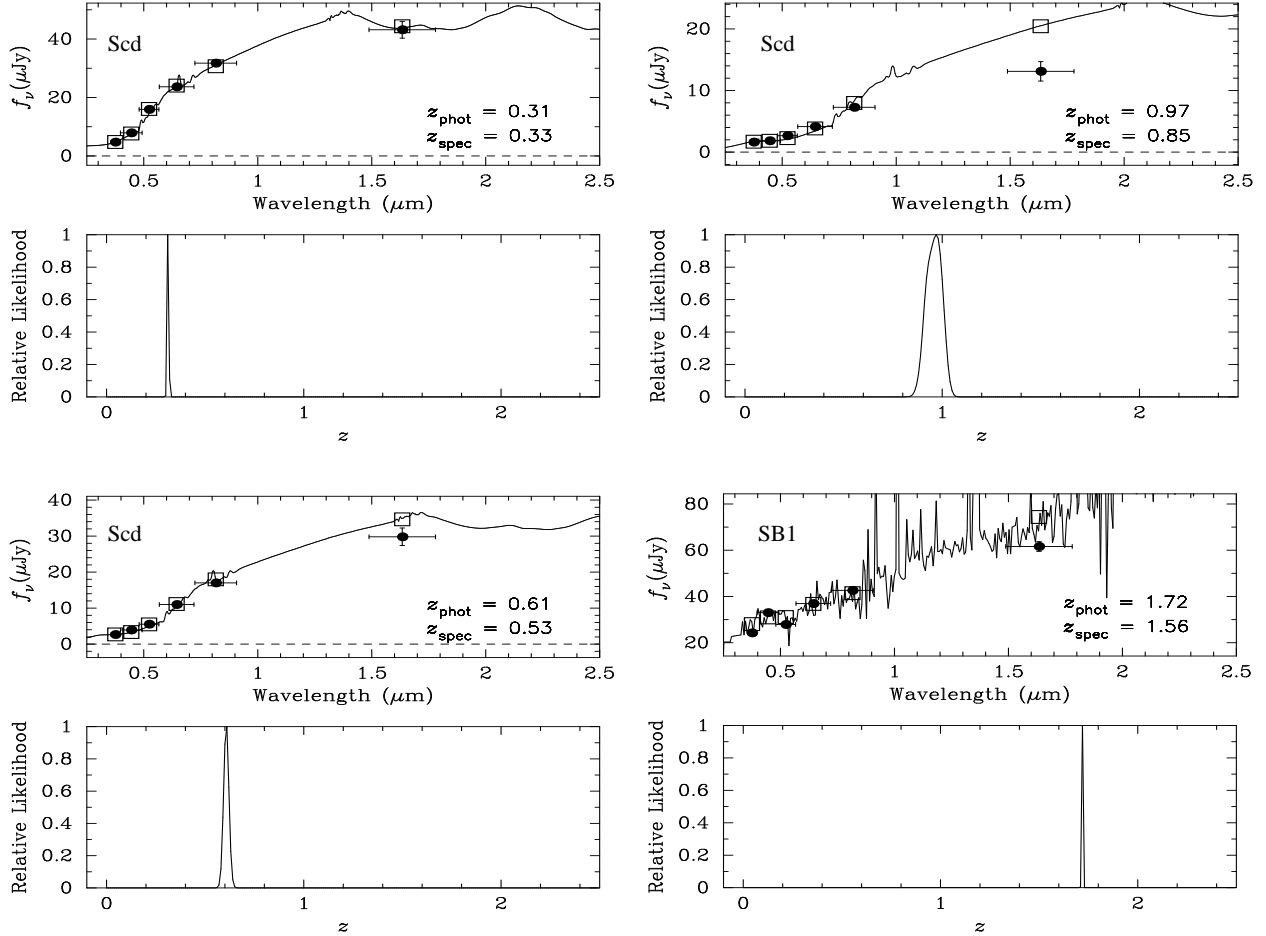 Scd
f_ν(μJy)
40
20
0
z_phot = 0.31
z_spec = 0.33
0.5 1 1.5 2 2.5
Wavelength (μm)
Relative Likelihood
1
0.8
0.6
0.4
0.2
0
0 1 2
z
Scd
f_ν(μJy)
20
10
0
z_phot = 0.97
z_spec = 0.85
0.5 1 1.5 2 2.5
Wavelength (μm)
Relative Likelihood
1
0.8
0.6
0.4
0.2
0
0 1 2
z
Scd
f_ν(μJy)
40
30
20
10
0
z_phot = 0.61
z_spec = 0.53
0.5 1 1.5 2 2.5
Wavelength (μm)
Relative Likelihood
1
0.8
0.6
0.4
0.2
0
0 1 2
z
SB1
f_ν(μJy)
80
60
40
20
z_phot = 1.72
z_spec = 1.56
0.5 1 1.5 2 2.5
Wavelength (μm)
Relative Likelihood
1
0.8
0.6
0.4
0.2
0
0 1 2
z